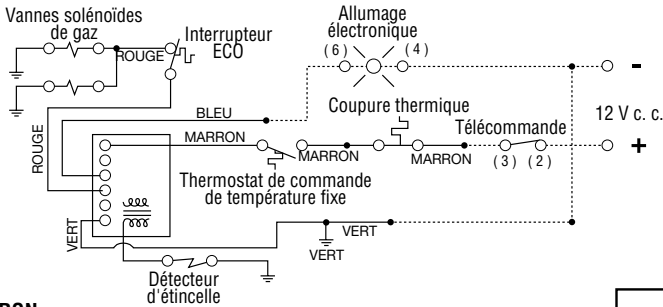 Vannes solénoïdes
de gaz
ROUGE
Interrupteur
ECO
Allumage
électronique
(6)
(4)
-
BLEU
Coupure thermique
12 V c. c.
ROUGE
MARRON
MARRON
MARRON
Télécommande
(3) (2)
+
Thermostat de commande
de température fixe
VERT
VERT
VERT
Détecteur
d'étincelle